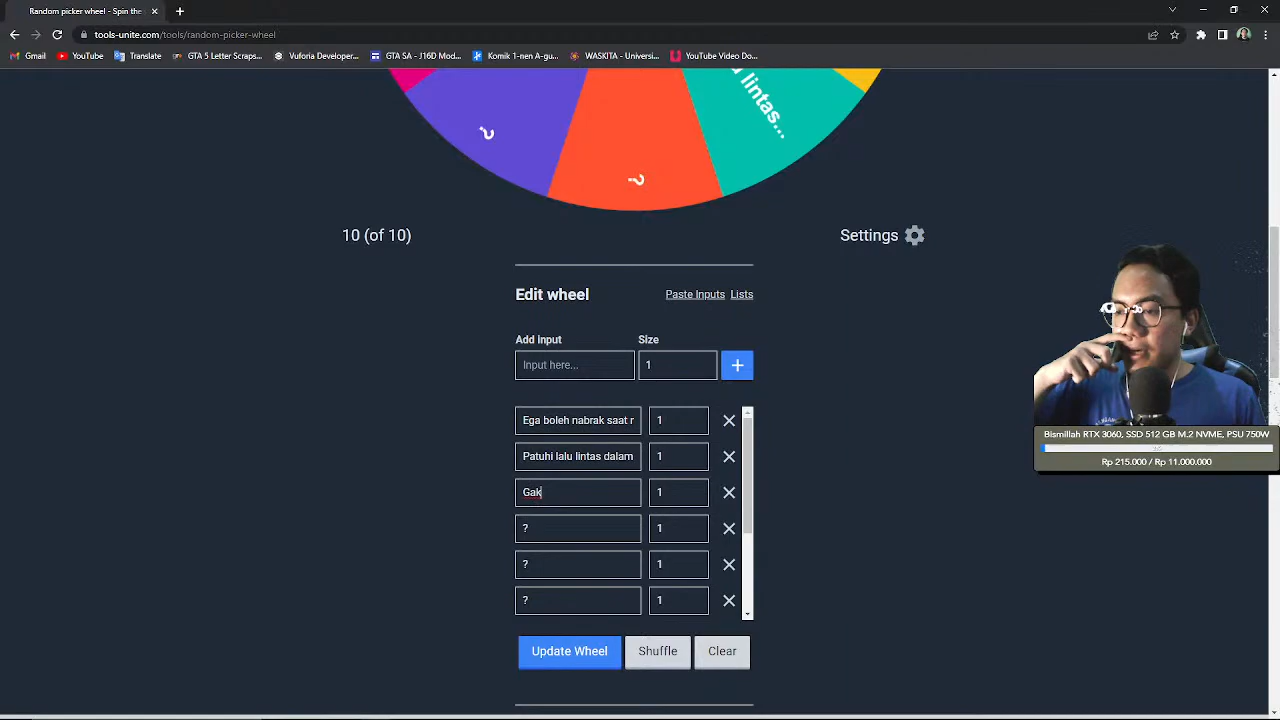 Random picker wheel - Spin the
tools-unite.com/tools/random-picker-wheel
Gmail
YouTube
Translate
GTA 5 Letter Scrap...
Vuforia Developer...
GTA SA - J16D Mod...
Komik 1-nen A-gu...
WASKITA - Universi...
YouTube Video Do...
lintas...
?
?
10 (of 10)
Settings
Edit wheel
Paste Inputs
Lists
Add input
Size
Input here...
1
+
Ega boleh nabrak saat r
1
Patuhi lalu lintas dalam
1
Gak
1
?
1
?
1
?
1
Update Wheel
Shuffle
Clear
Bismillah RTX 3060, SSD 512 GB M.2 NVME, PSU 750W
Rp 215.000 / Rp 11.000.000